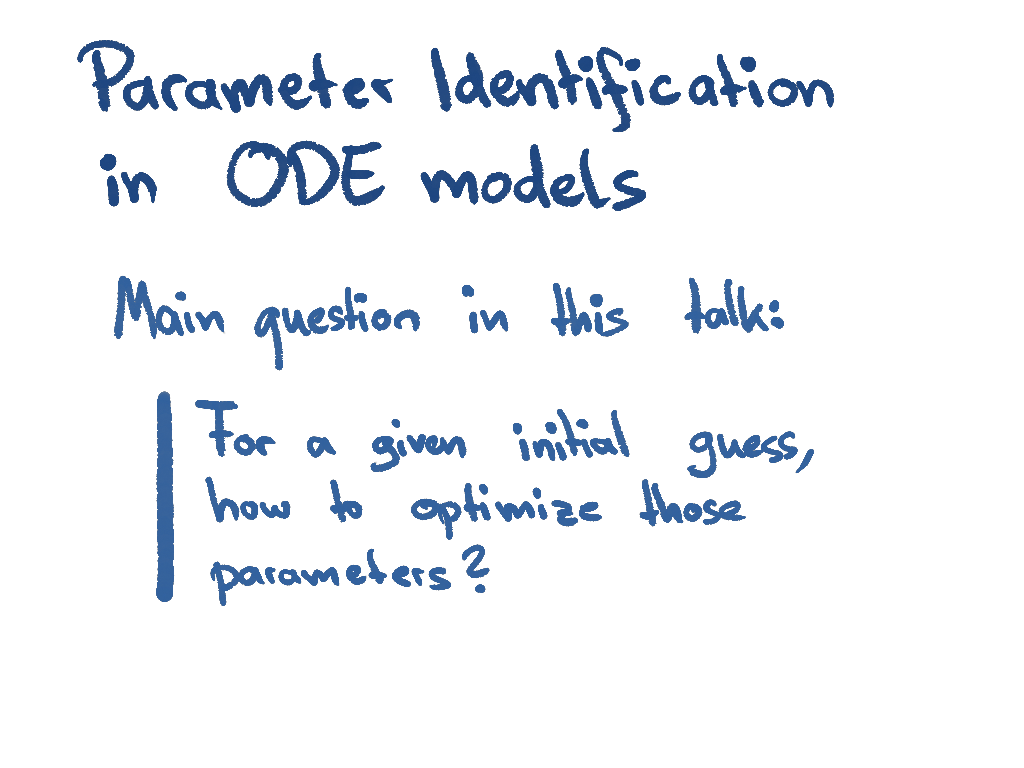 Parameter Identification
in ODE models
Main question in this talk:
For a given initial guess,
how to optimize those
parameters?